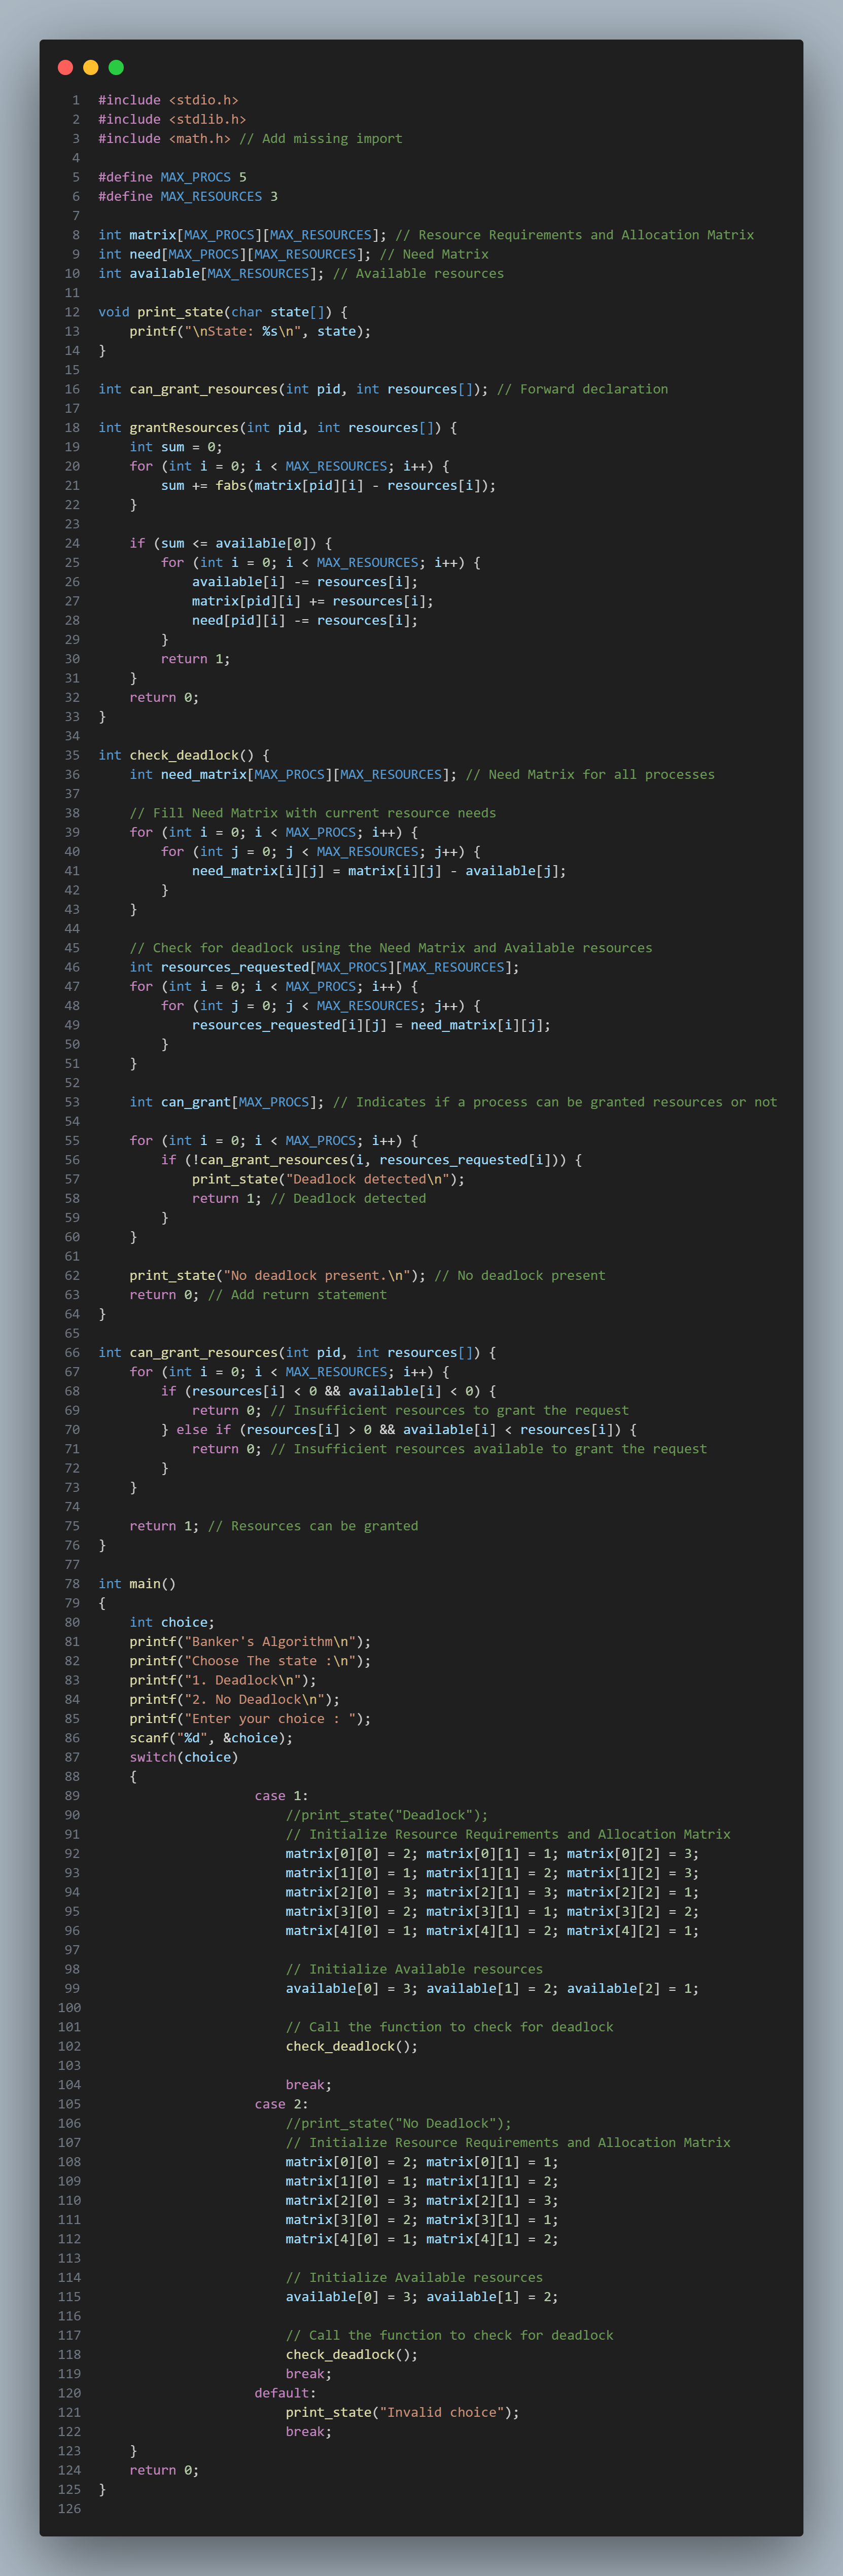 1 #include <stdio.h>
2 #include <stdlib.h>
3 #include <math.h> // Add missing import
4
5 #define MAX_PROCS 5
6 #define MAX_RESOURCES 3
7
8 int matrix[MAX_PROCS][MAX_RESOURCES]; // Resource Requirements and Allocation Matrix
9 int need[MAX_PROCS][MAX_RESOURCES]; // Need Matrix
10 int available[MAX_RESOURCES]; // Available resources
11
12 void print_state(char state[]) {
13     printf("\nState: %s\n", state);
14 }
15
16 int can_grant_resources(int pid, int resources[]); // Forward declaration
17
18 int grantResources(int pid, int resources[]) {
19     int sum = 0;
20     for (int i = 0; i < MAX_RESOURCES; i++) {
21         sum += fabs(matrix[pid][i] - resources[i]);
22     }
23
24     if (sum <= available[0]) {
25         for (int i = 0; i < MAX_RESOURCES; i++) {
26             available[i] -= resources[i];
27             matrix[pid][i] += resources[i];
28             need[pid][i] -= resources[i];
29         }
30         return 1;
31     }
32     return 0;
33 }
34
35 int check_deadlock() {
36     int need_matrix[MAX_PROCS][MAX_RESOURCES]; // Need Matrix for all processes
37
38     // Fill Need Matrix with current resource needs
39     for (int i = 0; i < MAX_PROCS; i++) {
40         for (int j = 0; j < MAX_RESOURCES; j++) {
41             need_matrix[i][j] = matrix[i][j] - available[j];
42         }
43     }
44
45     // Check for deadlock using the Need Matrix and Available resources
46     int resources_requested[MAX_PROCS][MAX_RESOURCES];
47     for (int i = 0; i < MAX_PROCS; i++) {
48         for (int j = 0; j < MAX_RESOURCES; j++) {
49             resources_requested[i][j] = need_matrix[i][j];
50         }
51     }
52
53     int can_grant[MAX_PROCS]; // Indicates if a process can be granted resources or not
54
55     for (int i = 0; i < MAX_PROCS; i++) {
56         if (!can_grant_resources(i, resources_requested[i])) {
57             print_state("Deadlock detected\n");
58             return 1; // Deadlock detected
59         }
60     }
61
62     print_state("No deadlock present.\n"); // No deadlock present
63     return 0; // Add return statement
64 }
65
66 int can_grant_resources(int pid, int resources[]) {
67     for (int i = 0; i < MAX_RESOURCES; i++) {
68         if (resources[i] < 0 && available[i] < 0) {
69             return 0; // Insufficient resources to grant the request
70         } else if (resources[i] > 0 && available[i] < resources[i]) {
71             return 0; // Insufficient resources available to grant the request
72         }
73     }
74
75     return 1; // Resources can be granted
76 }
77
78 int main()
79 {
80     int choice;
81     printf("Banker's Algorithm\n");
82     printf("Choose The state :\n");
83     printf("1. Deadlock\n");
84     printf("2. No Deadlock\n");
85     printf("Enter your choice : ");
86     scanf("%d", &choice);
87     switch(choice)
88     {
89                     case 1:
90                         //print_state("Deadlock");
91                         // Initialize Resource Requirements and Allocation Matrix
92                         matrix[0][0] = 2; matrix[0][1] = 1; matrix[0][2] = 3;
93                         matrix[1][0] = 1; matrix[1][1] = 2; matrix[1][2] = 3;
94                         matrix[2][0] = 3; matrix[2][1] = 3; matrix[2][2] = 1;
95                         matrix[3][0] = 2; matrix[3][1] = 1; matrix[3][2] = 2;
96                         matrix[4][0] = 1; matrix[4][1] = 2; matrix[4][2] = 1;
97
98                         // Initialize Available resources
99                         available[0] = 3; available[1] = 2; available[2] = 1;
100
101                         // Call the function to check for deadlock
102                         check_deadlock();
103
104                         break;
105                     case 2:
106                         //print_state("No Deadlock");
107                         // Initialize Resource Requirements and Allocation Matrix
108                         matrix[0][0] = 2; matrix[0][1] = 1;
109                         matrix[1][0] = 1; matrix[1][1] = 2;
110                         matrix[2][0] = 3; matrix[2][1] = 3;
111                         matrix[3][0] = 2; matrix[3][1] = 1;
112                         matrix[4][0] = 1; matrix[4][1] = 2;
113
114                         // Initialize Available resources
115                         available[0] = 3; available[1] = 2;
116
117                         // Call the function to check for deadlock
118                         check_deadlock();
119                         break;
120                     default:
121                         print_state("Invalid choice");
122                         break;
123     }
124     return 0;
125 }
126